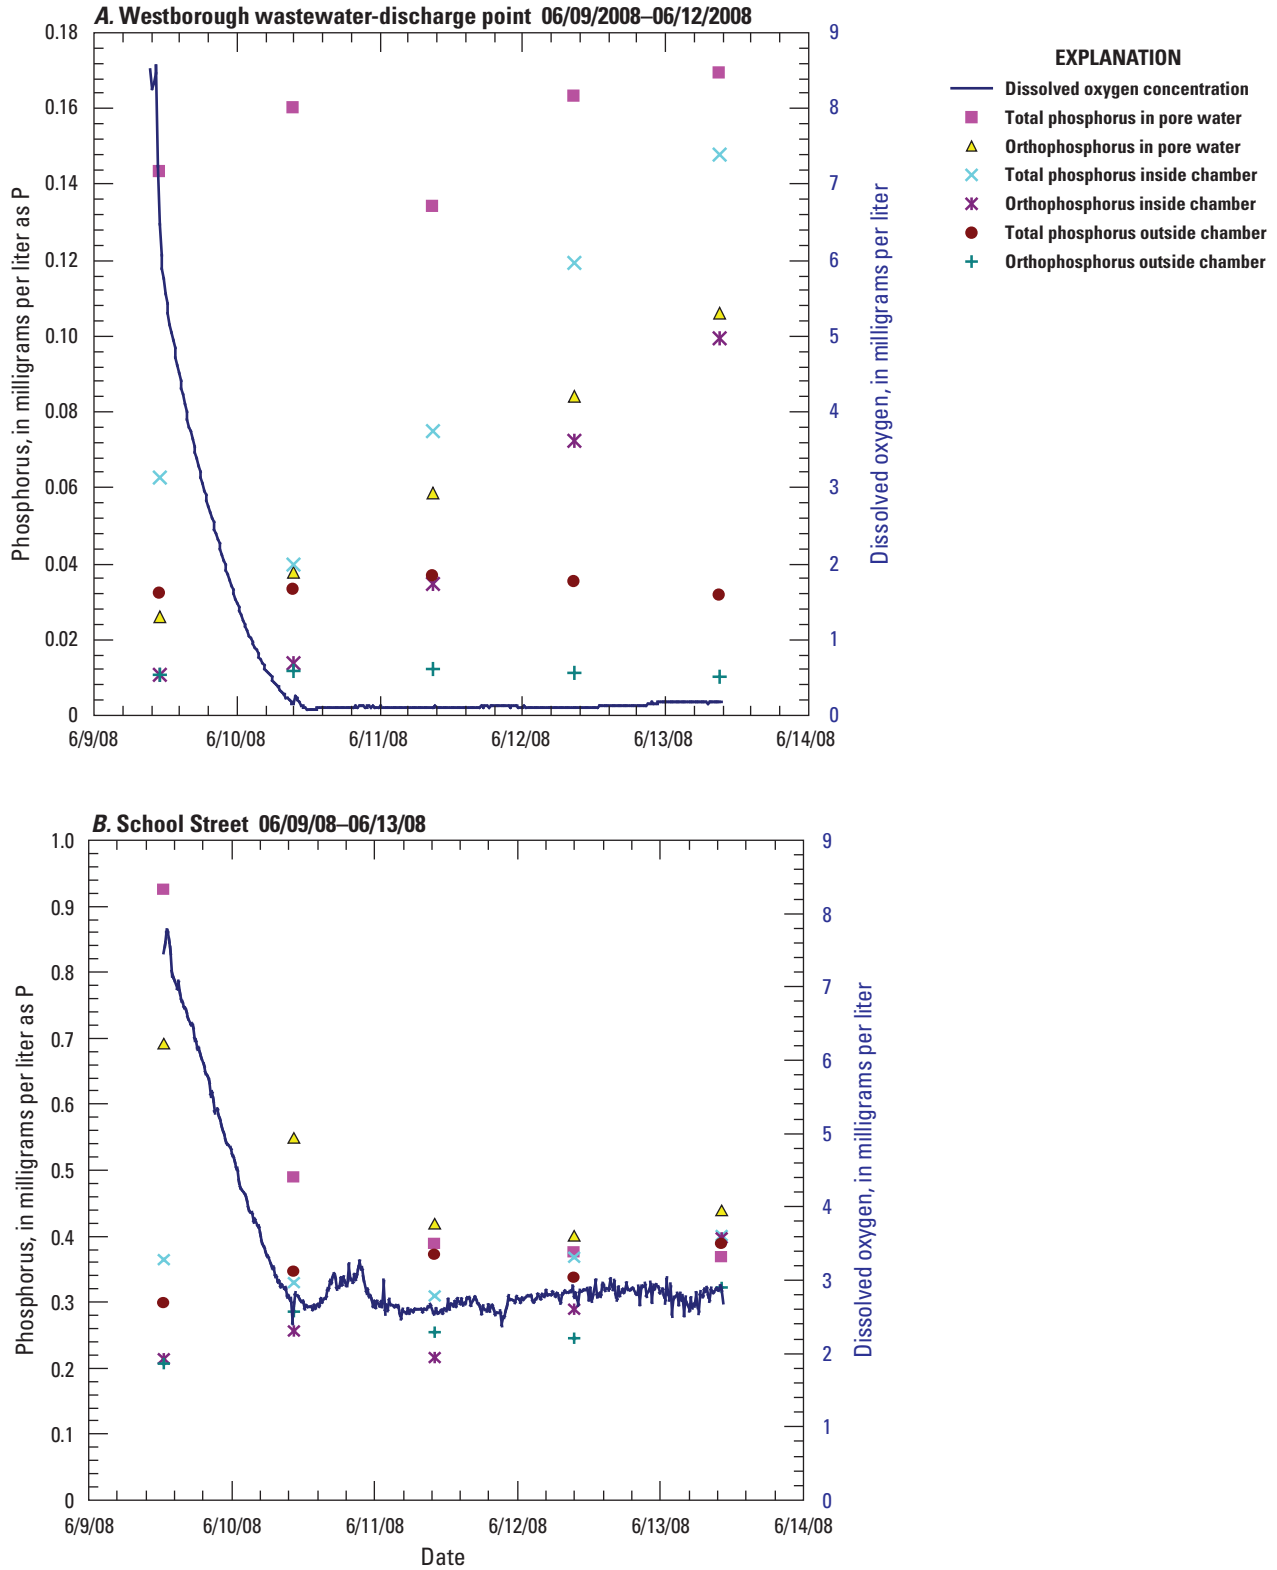 A. Westborough wastewater-discharge point 06/09/2008–06/12/2008
0.18
0.16
0.14
0.12
0.10
0.08
0.06
0.04
0.02
0
Phosphorus, in milligrams per liter as P
9
8
7
6
5
4
3
2
1
0
Dissolved oxygen, in milligrams per liter
6/9/08 6/10/08 6/11/08 6/12/08 6/13/08 6/14/08
EXPLANATION
Dissolved oxygen concentration
Total phosphorus in pore water
Orthophosphorus in pore water
Total phosphorus inside chamber
Orthophosphorus inside chamber
Total phosphorus outside chamber
Orthophosphorus outside chamber
B. School Street 06/09/08–06/13/08
1.0
0.9
0.8
0.7
0.6
0.5
0.4
0.3
0.2
0.1
0
Phosphorus, in milligrams per liter as P
9
8
7
6
5
4
3
2
1
0
Dissolved oxygen, in milligrams per liter
6/9/08 6/10/08 6/11/08 6/12/08 6/13/08 6/14/08
Date